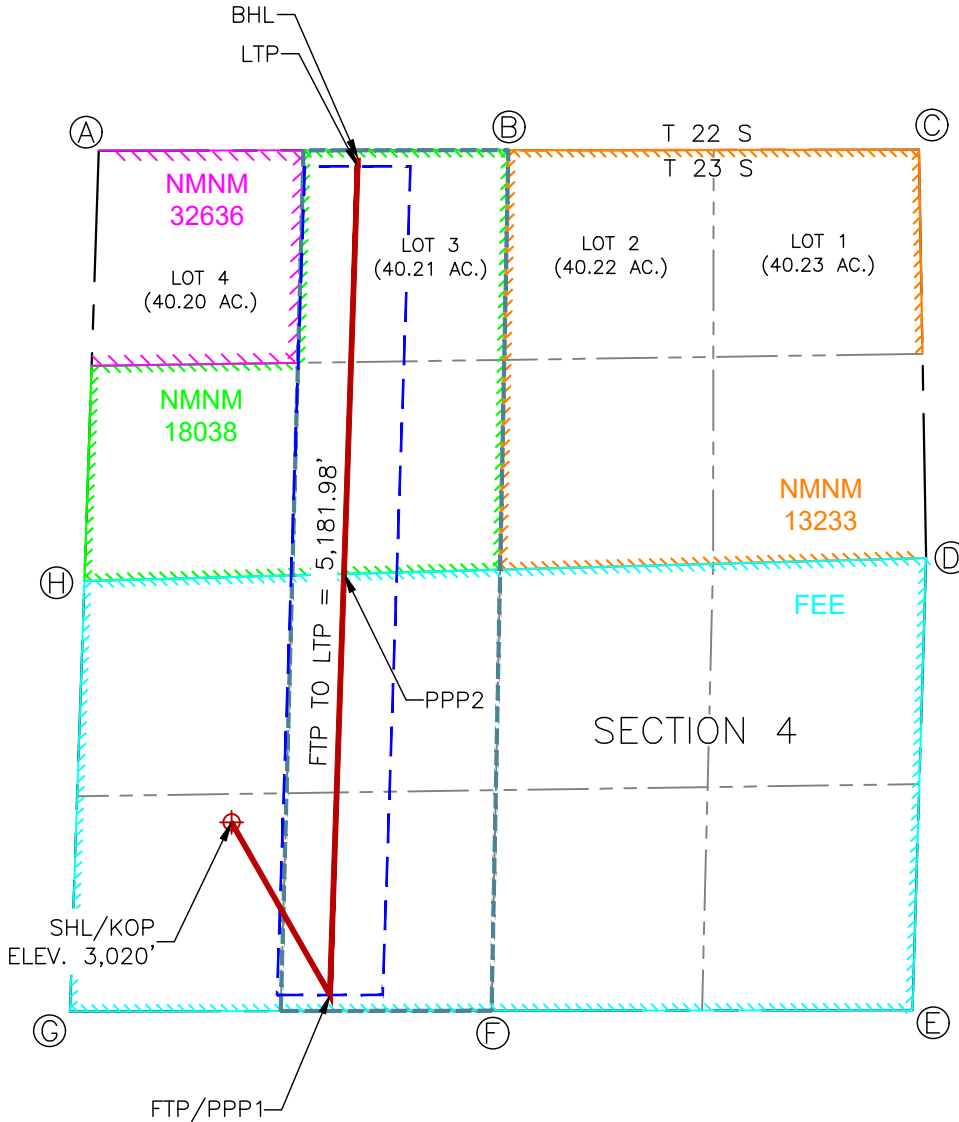 BHL
LTP
A
B
C
T 22 S
T 23 S
NMNM
32636
LOT 4
(40.20 AC.)
LOT 3
(40.21 AC.)
LOT 2
(40.22 AC.)
LOT 1
(40.23 AC.)
NMNM
18038
NMNM
13233
FTP TO LTP = 5,181.98'
H
D
FEE
PPP2
SECTION 4
SHL/KOP
ELEV. 3,020'
G
F
E
FTP/PPP1